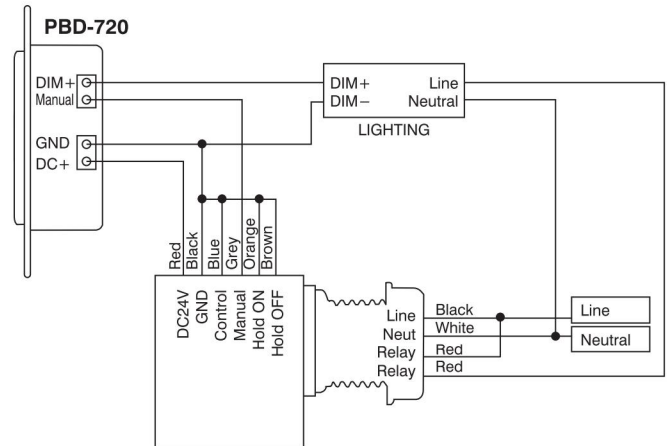 PBD-720
DIM+
Manual
GND
DC+
DIM+ Line
DIM− Neutral
LIGHTING
Red
Black
Blue
Grey
Orange
Brown
DC24V
GND
Control
Manual
Hold ON
Hold OFF
Line Black
Neut White
Relay Red
Relay Red
Line
Neutral